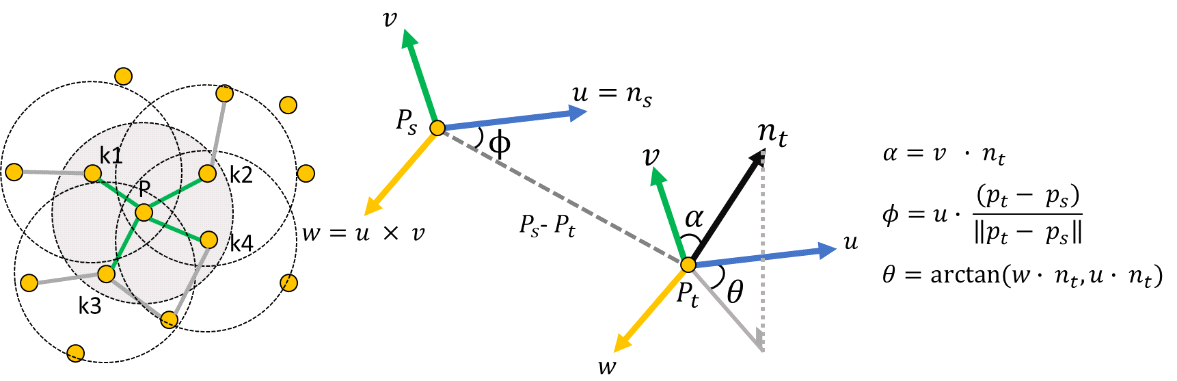 k1
P
k2
k4
k3
v
u = n_s
P_s
ϕ
w = u × v
P_s- P_t
v
n_t
α
u
P_t
θ
w
α = v · n_t
ϕ = u · (p_t − p_s) / ‖p_t − p_s‖
θ = arctan(w · n_t, u · n_t)